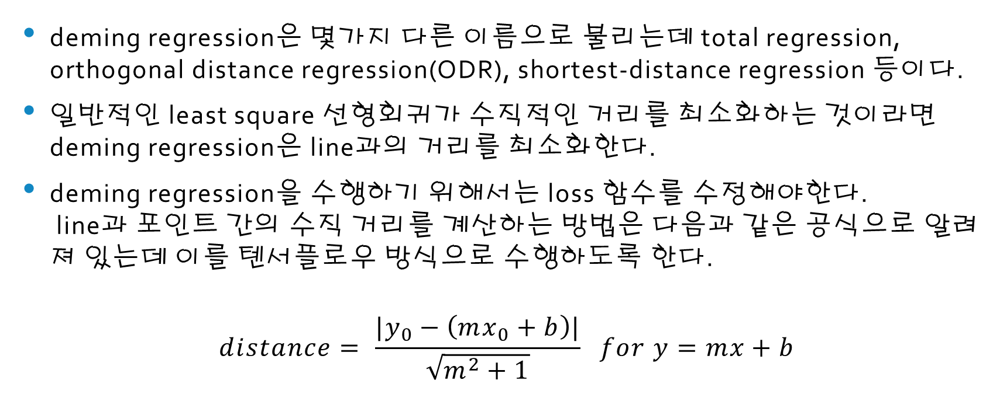 • deming regression은 몇가지 다른 이름으로 불리는데 total regression,
orthogonal distance regression(ODR), shortest-distance regression 등이다.
• 일반적인 least square 선형회귀가 수직적인 거리를 최소화하는 것이라면
deming regression은 line과의 거리를 최소화한다.
• deming regression을 수행하기 위해서는 loss 함수를 수정해야한다.
line과 포인트 간의 수직 거리를 계산하는 방법은 다음과 같은 공식으로 알려
져 있는데 이를 텐서플로우 방식으로 수행하도록 한다.
distance = |y₀ − (mx₀ + b)| / √(m² + 1) for y = mx + b